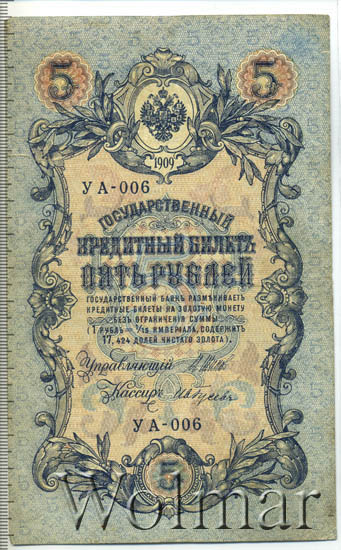 5 5
1909
УА-006
ГОСУДАРСТВЕННЫЙ
КРЕДИТНЫЙ БИЛЕТЪ
ПЯТЬ РУБЛЕЙ
ГОСУДАРСТВЕННЫЙ БАНКЪ РАЗМѢНИВАЕТЪ
КРЕДИТНЫЕ БИЛЕТЫ НА ЗОЛОТУЮ МОНЕТУ
БЕЗЪ ОГРАНИЧЕНІЯ СУММЫ
(1 РУБЛЬ = 1/15 ИМПЕРІАЛА, СОДЕРЖИТЪ
17,424 ДОЛЕЙ ЧИСТАГО ЗОЛОТА).
Управляющій
Кассиръ
УА-006
5
Wolmar